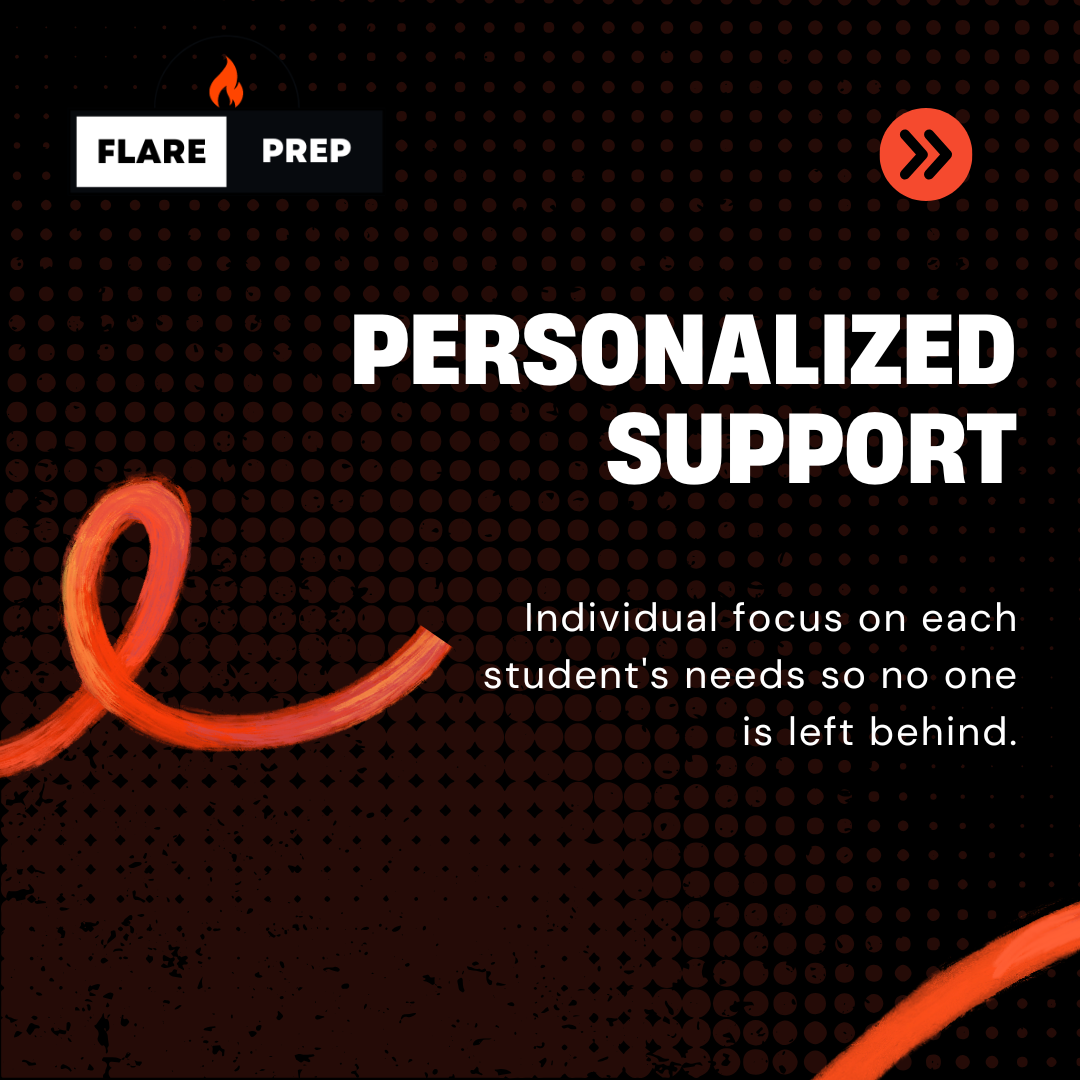 FLARE PREP
PERSONALIZED
SUPPORT
Individual focus on each
student's needs so no one
is left behind.